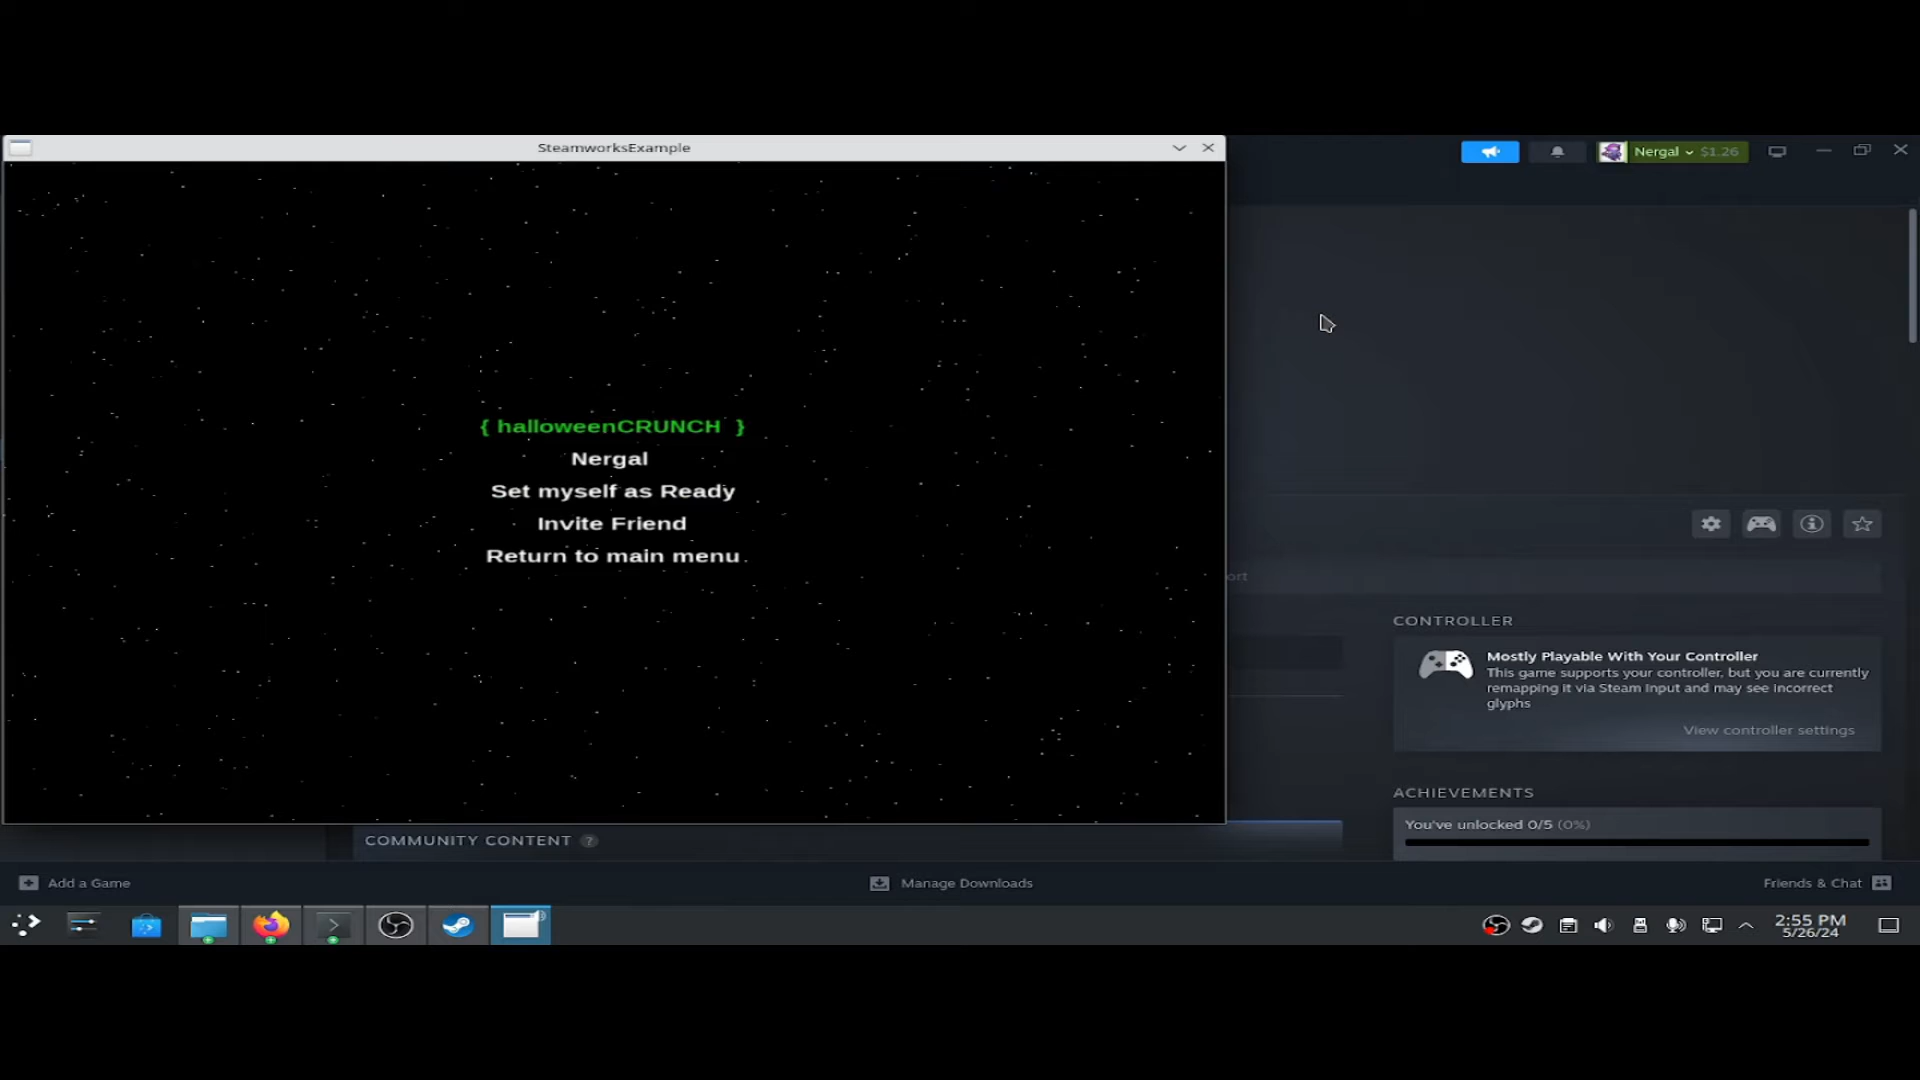 SteamworksExample
Nergal $1.26
{ halloweenCRUNCH }
Nergal
Set myself as Ready
Invite Friend
Return to main menu
ort
CONTROLLER
Mostly Playable With Your Controller
This game supports your controller, but you are currently
remapping it via Steam Input and may see incorrect
glyphs
View controller settings
ACHIEVEMENTS
You've unlocked 0/5 (0%)
COMMUNITY CONTENT ?
Add a Game
Manage Downloads
Friends & Chat
2:55 PM
5/26/24